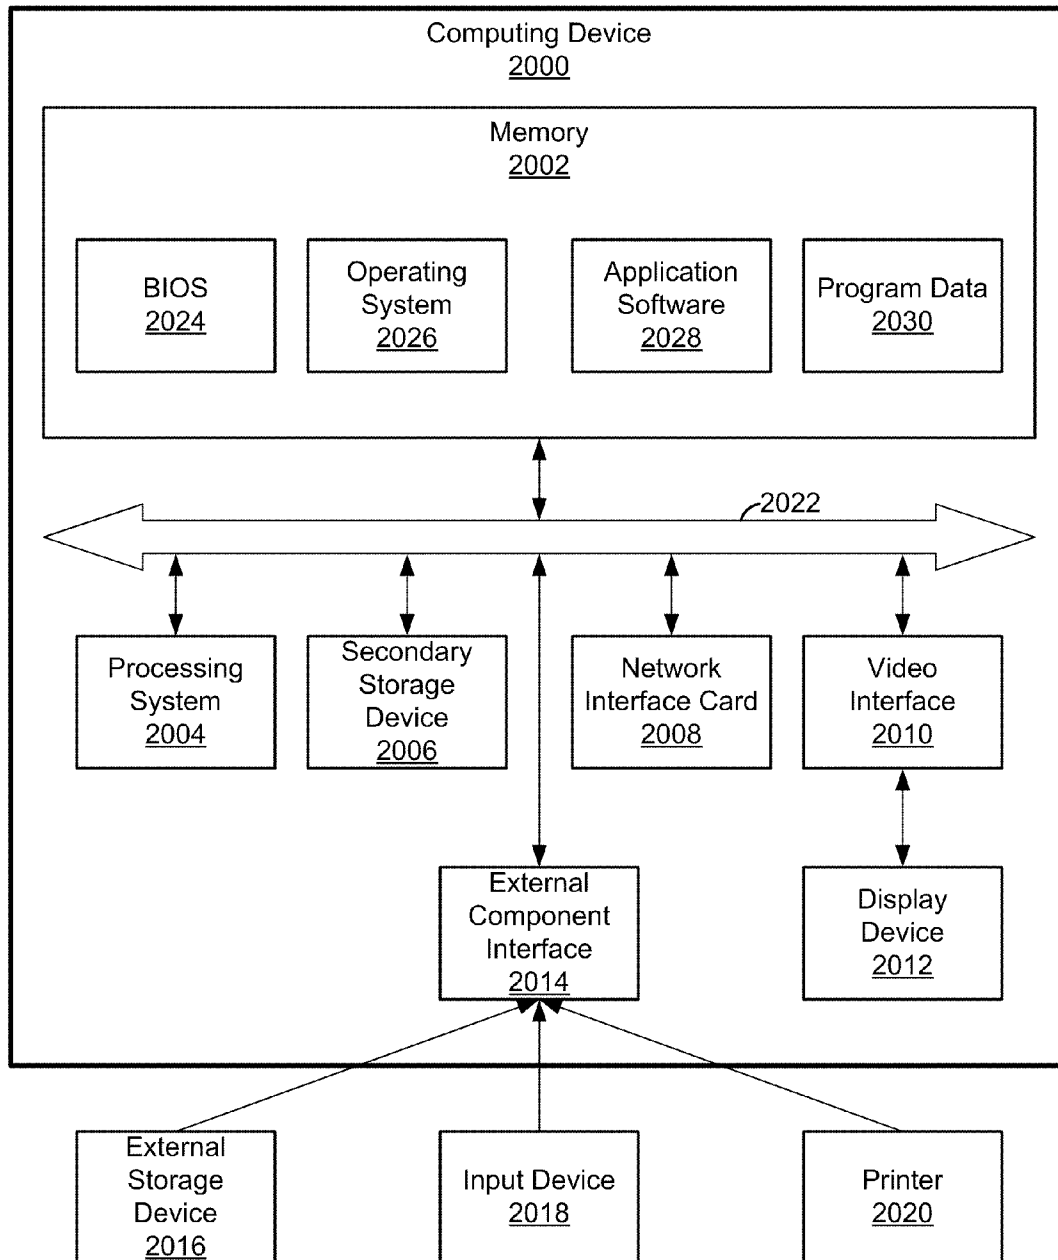 Computing Device
2000
Memory
2002
BIOS
2024
Operating
System
2026
Application
Software
2028
Program Data
2030
2022
Processing
System
2004
Secondary
Storage
Device
2006
Network
Interface Card
2008
Video
Interface
2010
External
Component
Interface
2014
Display
Device
2012
External
Storage
Device
2016
Input Device
2018
Printer
2020